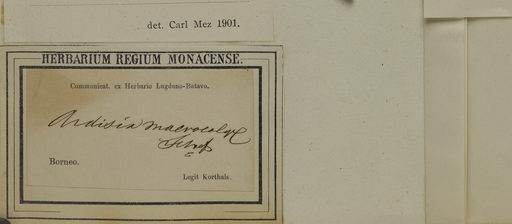 det. Carl Mez 1901.
HERBARIUM REGIUM MONACENSE.
Communicat. ex Herbario Lugduno-Batavo.
Ardisia macrocalyx
Scheff
Borneo.
Legit Korthals.